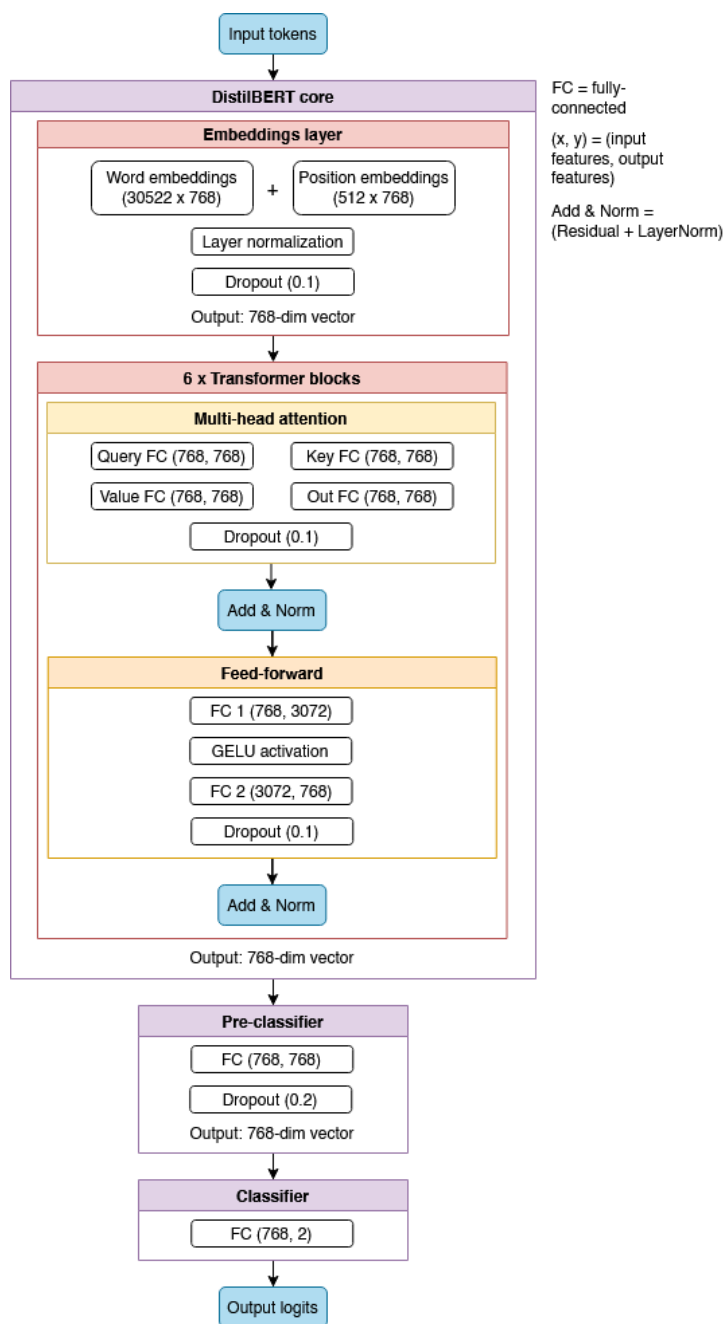 Input tokens
DistilBERT core
FC = fully-
connected
(x, y) = (input
features, output
features)
Add & Norm =
(Residual + LayerNorm)
Embeddings layer
Word embeddings
(30522 x 768)
+
Position embeddings
(512 x 768)
Layer normalization
Dropout (0.1)
Output: 768-dim vector
6 x Transformer blocks
Multi-head attention
Query FC (768, 768)
Key FC (768, 768)
Value FC (768, 768)
Out FC (768, 768)
Dropout (0.1)
Add & Norm
Feed-forward
FC 1 (768, 3072)
GELU activation
FC 2 (3072, 768)
Dropout (0.1)
Add & Norm
Output: 768-dim vector
Pre-classifier
FC (768, 768)
Dropout (0.2)
Output: 768-dim vector
Classifier
FC (768, 2)
Output logits